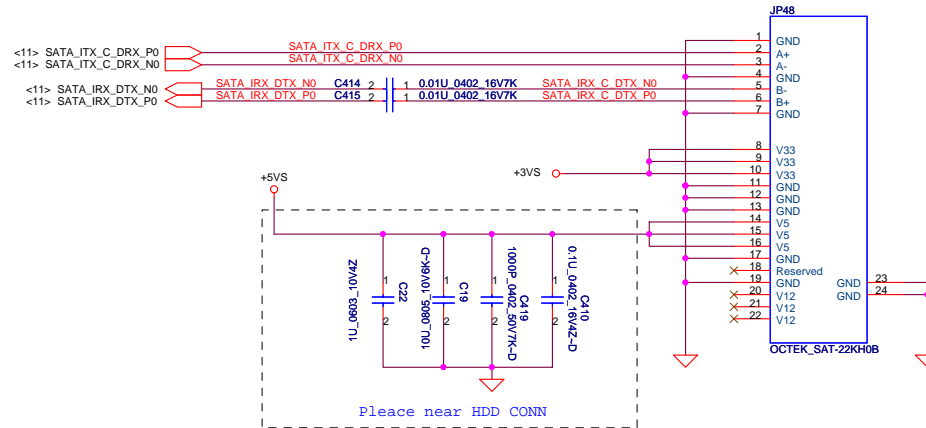 JP48
<11> SATA_ITX_C_DRX_P0 SATA_ITX_C_DRX_P0 1 GND
<11> SATA_ITX_C_DRX_N0 SATA_ITX_C_DRX_N0 2 A+
3 A-
4 GND
<11> SATA_IRX_DTX_N0 SATA_IRX_DTX_N0 C414 2 1 0.01U_0402_16V7K SATA_IRX_C_DTX_N0 5 B-
<11> SATA_IRX_DTX_P0 SATA_IRX_DTX_P0 C415 2 1 0.01U_0402_16V7K SATA_IRX_C_DTX_P0 6 B+
7 GND
8 V33
9 V33
+3VS 10 V33
+5VS 11 GND
12 GND
13 GND
14 V5
15 V5
16 V5
17 GND
18 Reserved
19 GND GND 23
20 V12 GND 24
21 V12
22 V12
OCTEK_SAT-22KH0B
1 2 C22 1U_0603_10V4Z
1 2 C19 10U_0805_10V6K~D
1 2 C419 1000P_0402_50V7K~D
1 2 C410 0.1U_0402_16V4Z~D
Pleace near HDD CONN